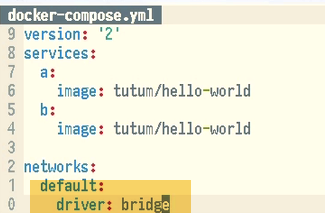 docker-compose.yml
9 version: '2'
8 services:
7   a:
6     image: tutum/hello-world
5   b:
4     image: tutum/hello-world
3
2 networks:
1   default:
0     driver: bridge